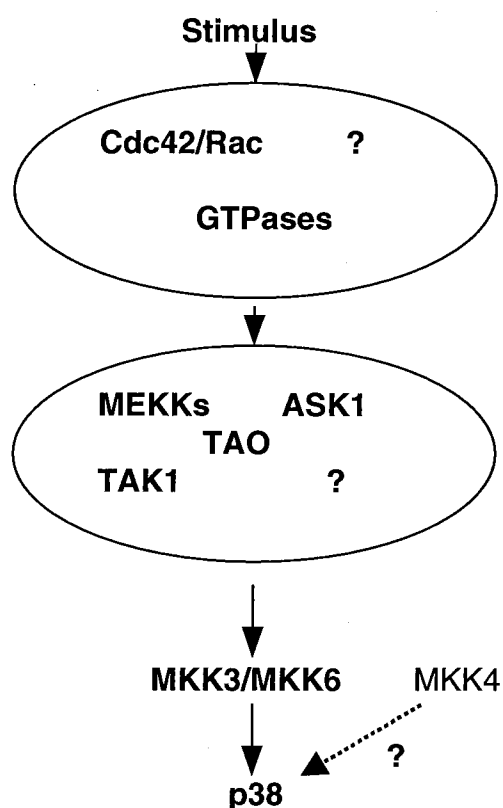 Stimulus
Cdc42/Rac ?
GTPases
MEKKs ASK1
TAO
TAK1 ?
MKK3/MKK6 MKK4
?
p38